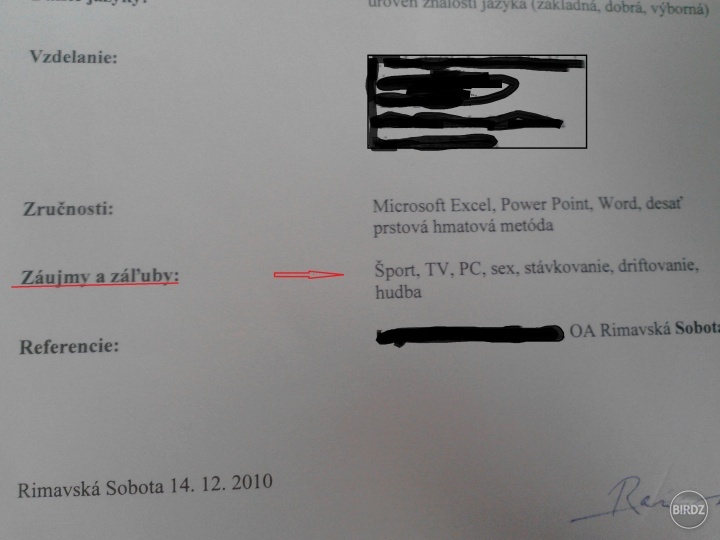 úroveň znalosti jazyka (základná, dobrá, výborná)
Vzdelanie:
Zručnosti:
Microsoft Excel, Power Point, Word, desať
prstová hmatová metóda
Záujmy a záľuby:
Šport, TV, PC, sex, stávkovanie, driftovanie,
hudba
Referencie:
OA Rimavská Sobota
Rimavská Sobota 14. 12. 2010
BIRDZ